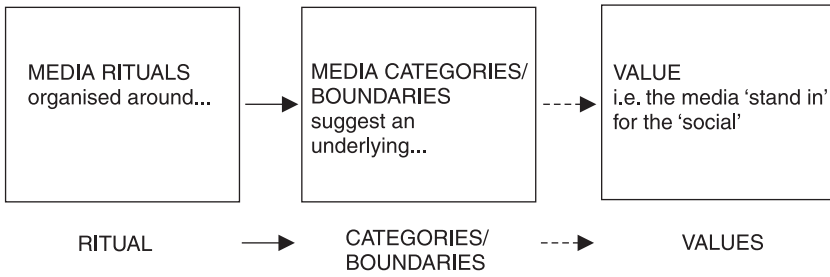 MEDIA RITUALS
organised around...
MEDIA CATEGORIES/
BOUNDARIES
suggest an
underlying...
VALUE
i.e. the media ‘stand in’
for the ‘social’
RITUAL
CATEGORIES/
BOUNDARIES
VALUES